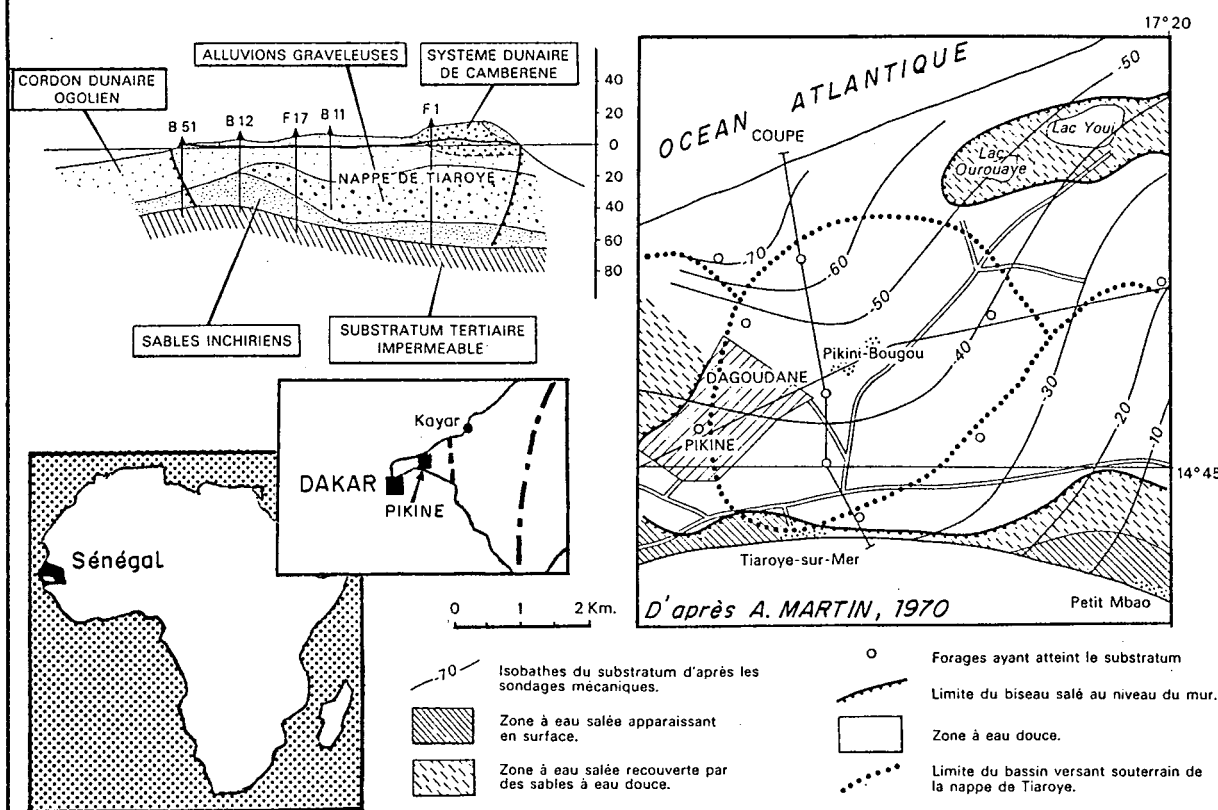 17°20
ALLUVIONS GRAVELEUSES
SYSTÈME DUNAIRE
DE CAMBERENE
CORDON DUNAIRE
OGOLIEN
B 51
B 12
F 17
B 11
F 1
40
20
0
20
40
60
80
NAPPE DE TIAROYE
SABLES INCHIRIENS
SUBSTRATUM TERTIAIRE
IMPERMÉABLE
OCEAN ATLANTIQUE
COUPE
-50
Lac Youi
Lac
Ourouaye
-70
-60
-50
-40
-30
-20
-10
Pikini-Bougou
DAGOUDANE
PIKINE
14°45
Tiaroye-sur-Mer
Petit Mbao
D'après A. MARTIN, 1970
Kayar
DAKAR
PIKINE
Sénégal
0 1 2 Km.
-70
Isobathes du substratum d'après les
sondages mécaniques.
Zone à eau salée apparaissant
en surface.
Zone à eau salée recouverte par
des sables à eau douce.
Forages ayant atteint le substratum
Limite du biseau salé au niveau du mur.
Zone à eau douce.
Limite du bassin versant souterrain de
la nappe de Tiaroye.